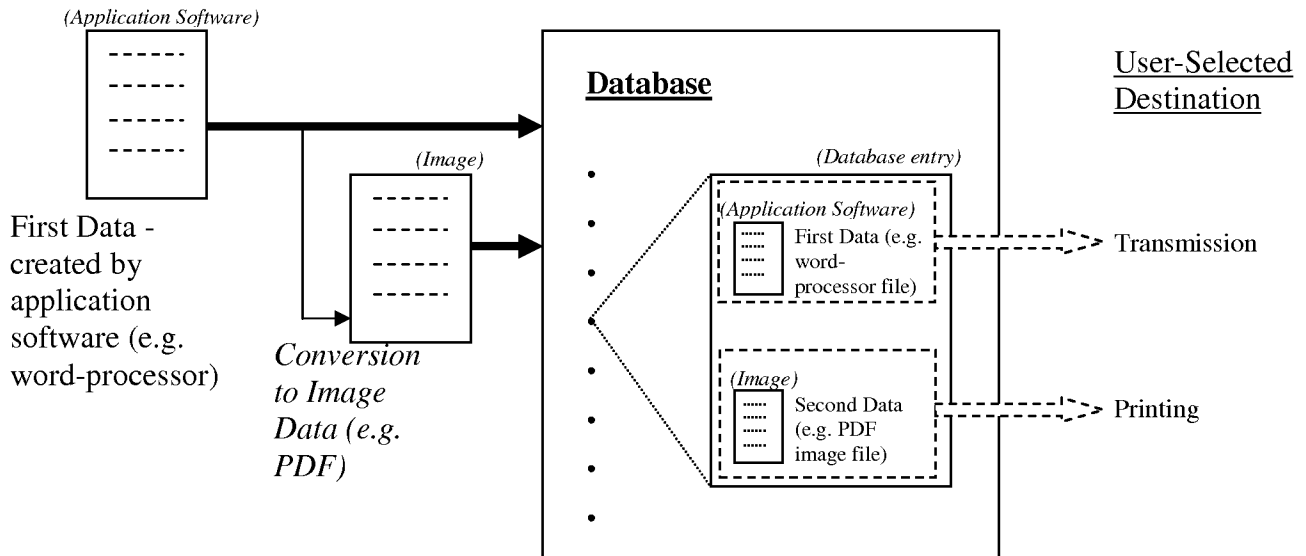 (Application Software)
First Data -
created by
application
software (e.g.
word-processor)
(Image)
Conversion
to Image
Data (e.g.
PDF)
Database
(Database entry)
(Application Software)
First Data (e.g.
word-
processor file)
(Image)
Second Data
(e.g. PDF
image file)
User-Selected
Destination
Transmission
Printing